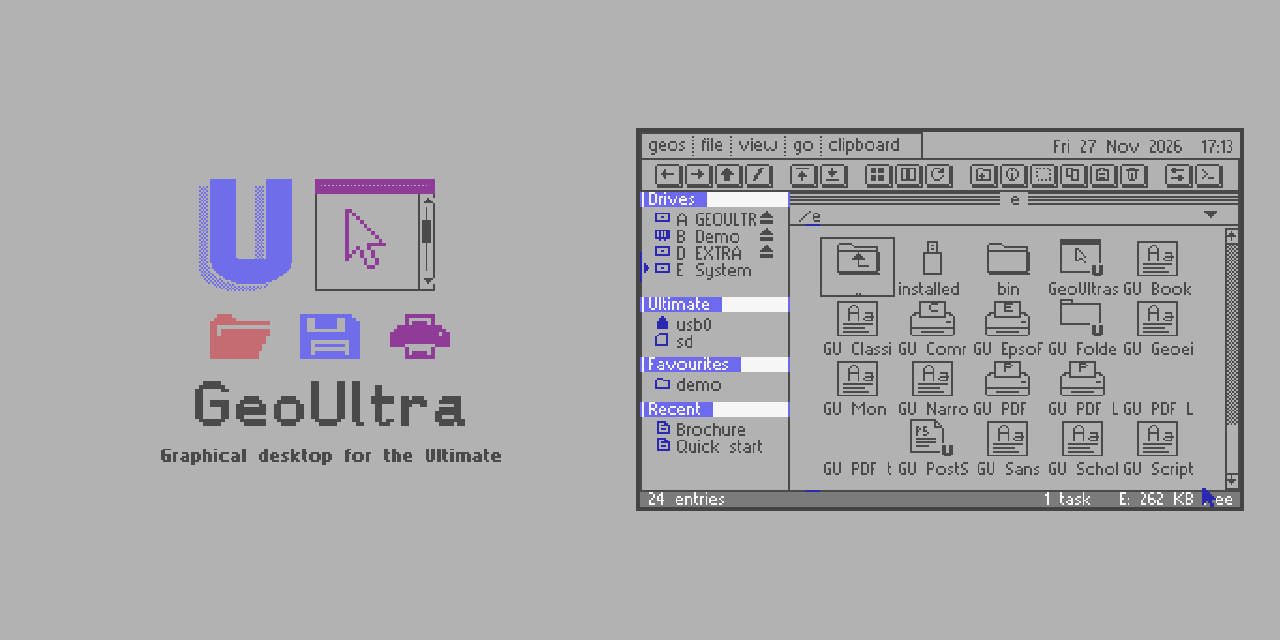 U
GeoUltra
Graphical desktop for the Ultimate
geos file view go clipboard
Fri 27 Nov 2026 17:13
Drives
A GEOULTR
B Demo
D EXTRA
E System
Ultimate
usb0
sd
Favourites
demo
Recent
Brochure
Quick start
e
/e
..
installed
bin
GeoUltras
GU Book
GU Classi
GU Comr
GU EpsoF
GU Folde
GU Geoei
GU Mon
GU Narro
GU PDF
GU PDF L
GU PDF L
GU PDF t
GU PostS
GU Sans
GU Schol
GU Script
24 entries
1 task
E: 262 KB